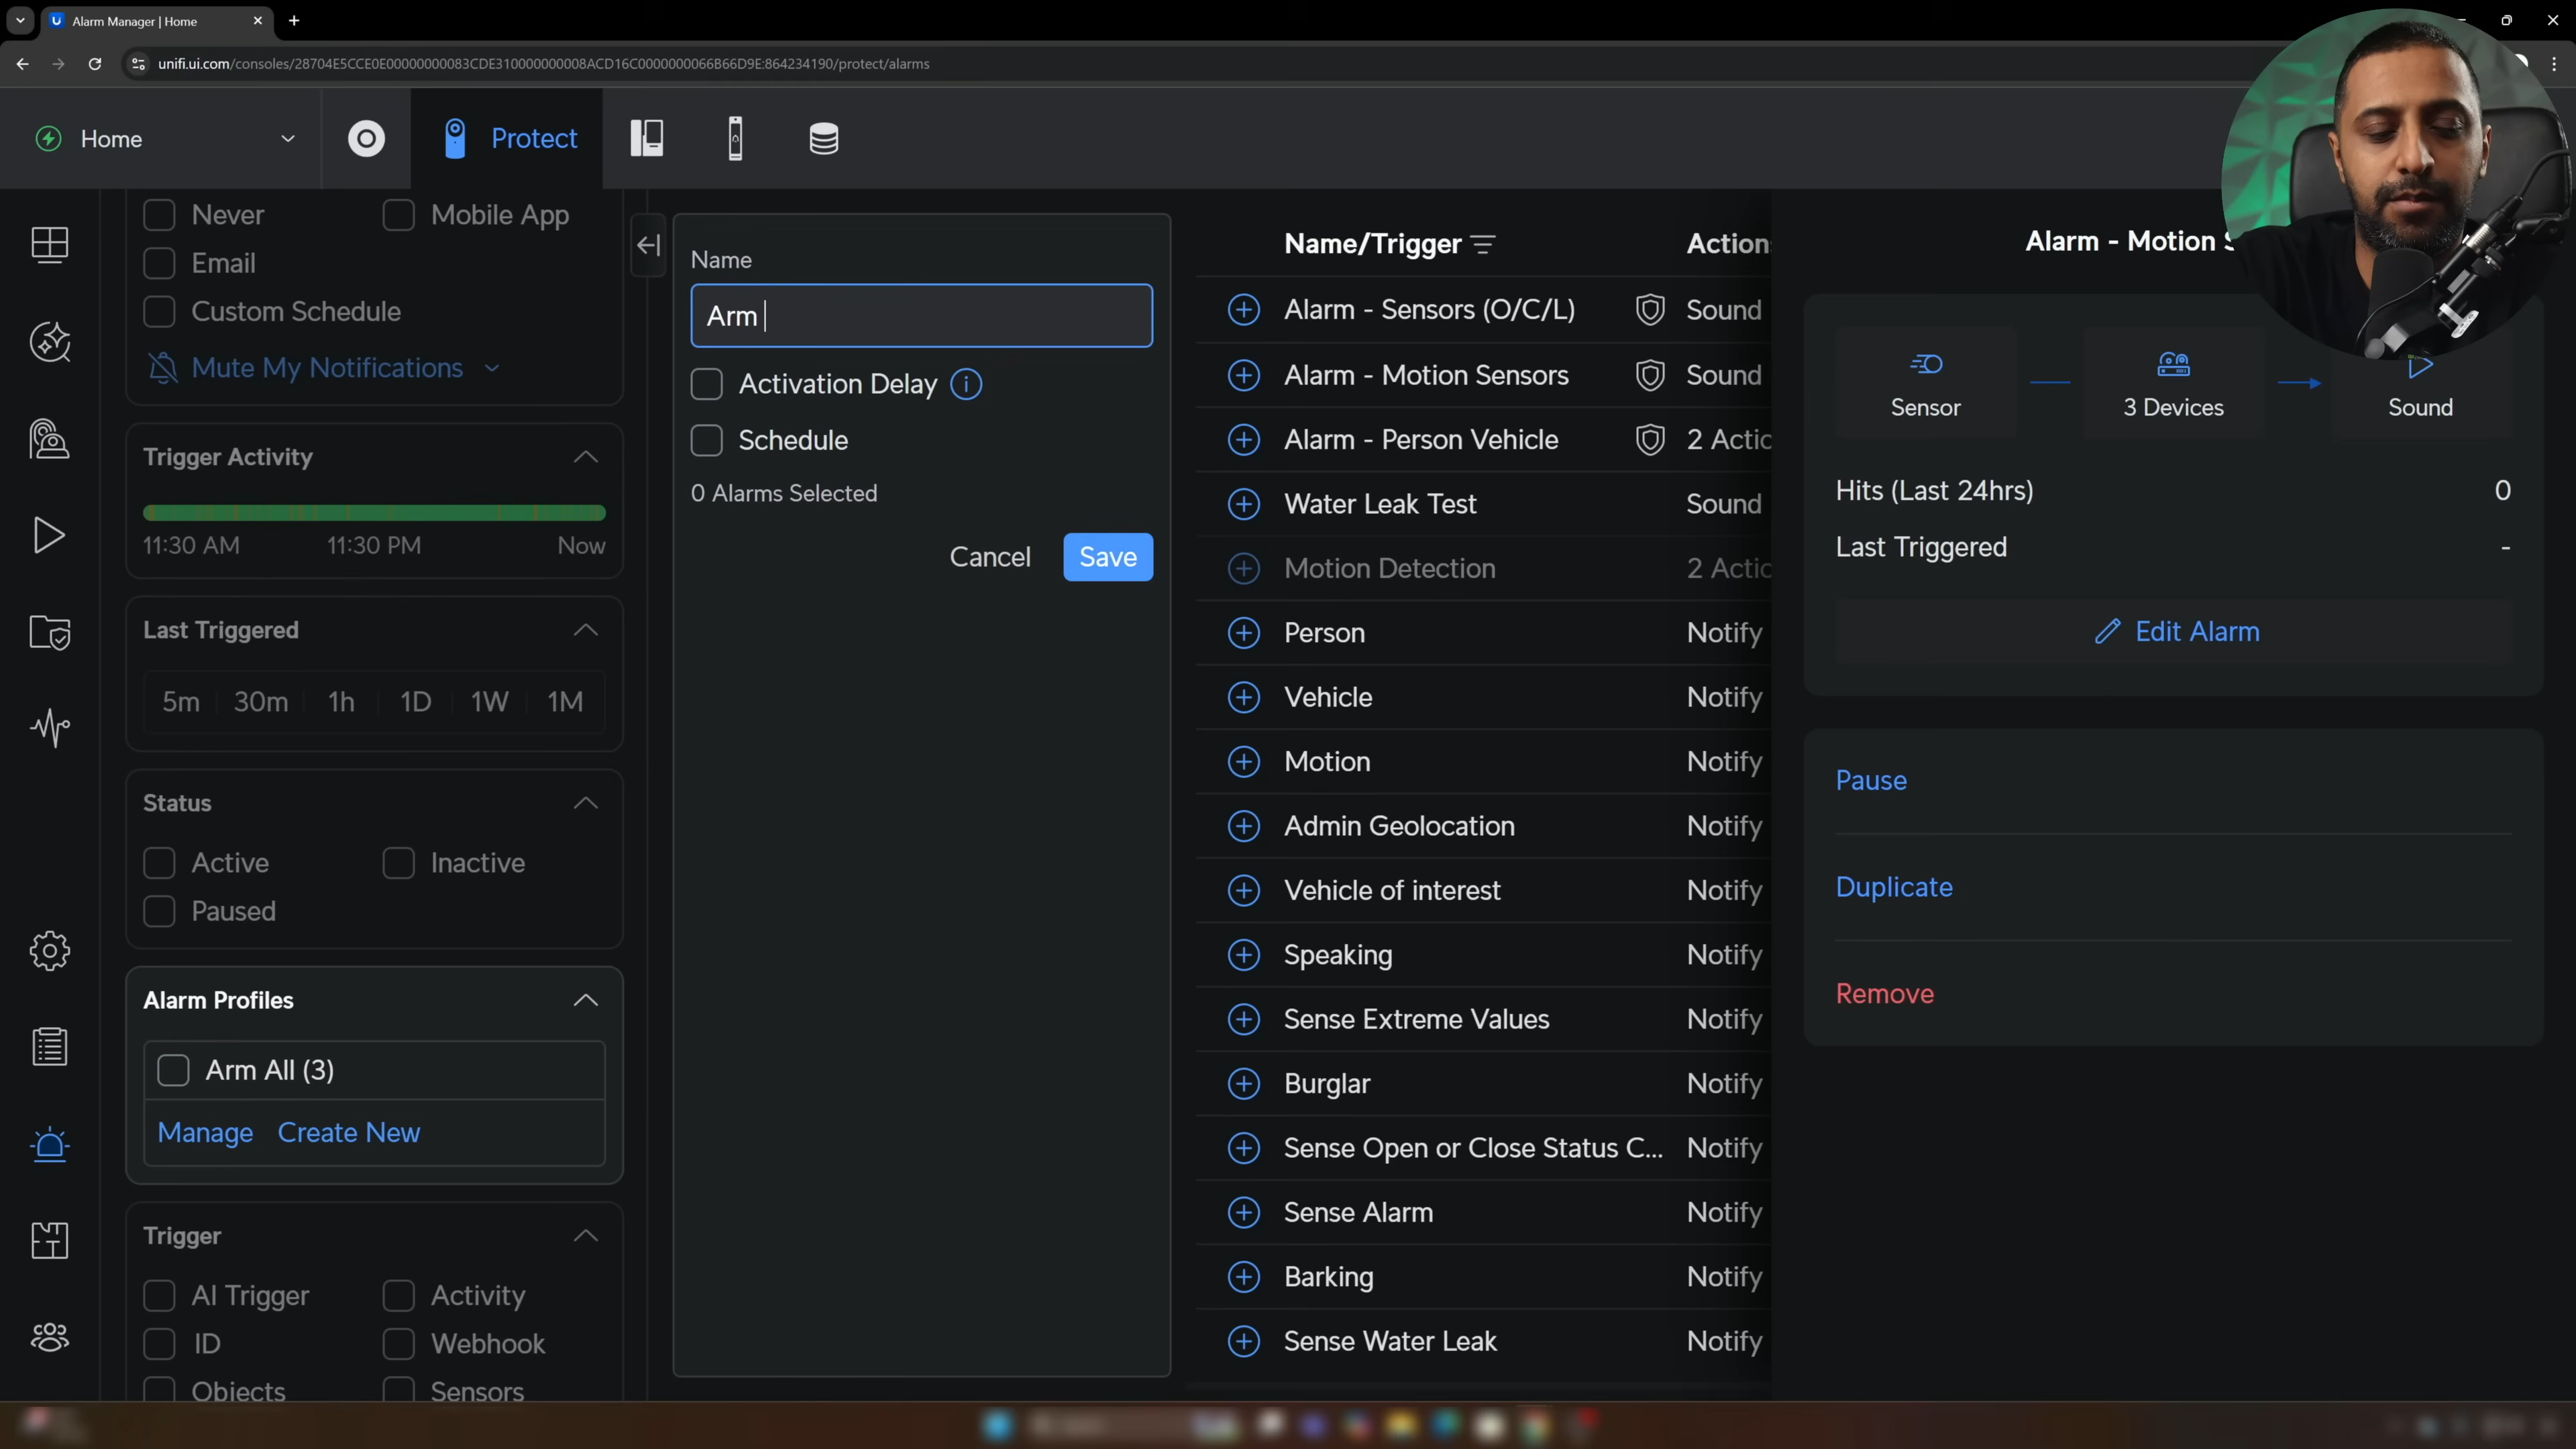 Alarm Manager | Home
unifi.ui.com/consoles/28704E5CCE0E00000000083CDE310000000008ACD16C0000000066B66D9E:864234190/protect/alarms
Home
Protect
Never
Mobile App
Email
Custom Schedule
Mute My Notifications
Trigger Activity
11:30 AM
11:30 PM
Now
Last Triggered
5m
30m
1h
1D
1W
1M
Status
Active
Inactive
Paused
Alarm Profiles
Arm All (3)
Manage
Create New
Trigger
AI Trigger
Activity
ID
Webhook
Objects
Sensors
Name
Arm
Activation Delay
Schedule
0 Alarms Selected
Cancel
Save
Name/Trigger
Action
Alarm - Sensors (O/C/L)
Sound
Alarm - Motion Sensors
Sound
Alarm - Person Vehicle
2 Actic
Water Leak Test
Sound
Motion Detection
2 Actic
Person
Notify
Vehicle
Notify
Motion
Notify
Admin Geolocation
Notify
Vehicle of interest
Notify
Speaking
Notify
Sense Extreme Values
Notify
Burglar
Notify
Sense Open or Close Status C...
Notify
Sense Alarm
Notify
Barking
Notify
Sense Water Leak
Notify
Alarm - Motion
Sensor
3 Devices
Sound
Hits (Last 24hrs)
0
Last Triggered
-
Edit Alarm
Pause
Duplicate
Remove